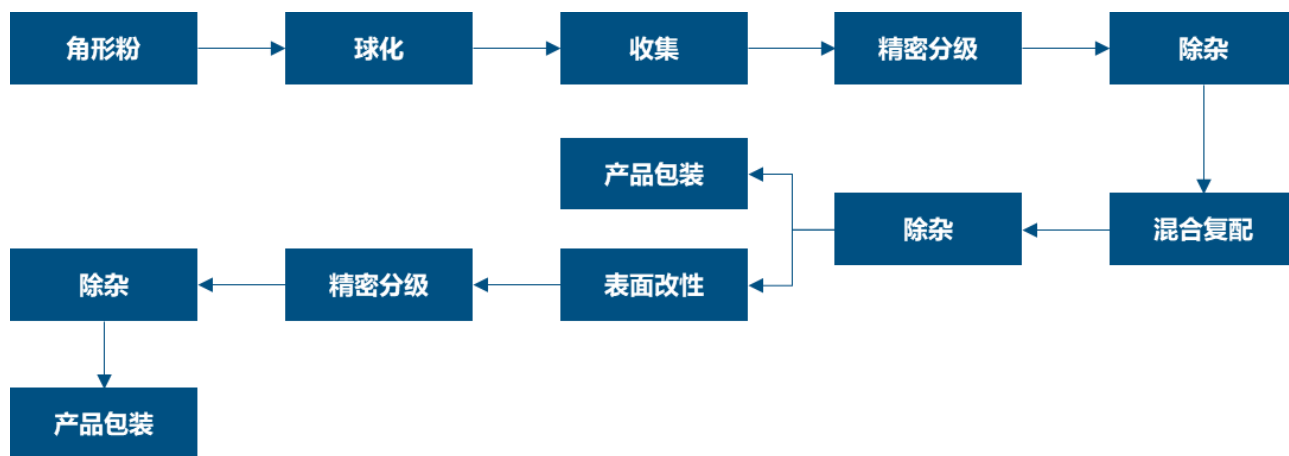 角形粉
球化
收集
精密分级
除杂
混合复配
除杂
产品包装
表面改性
精密分级
除杂
产品包装